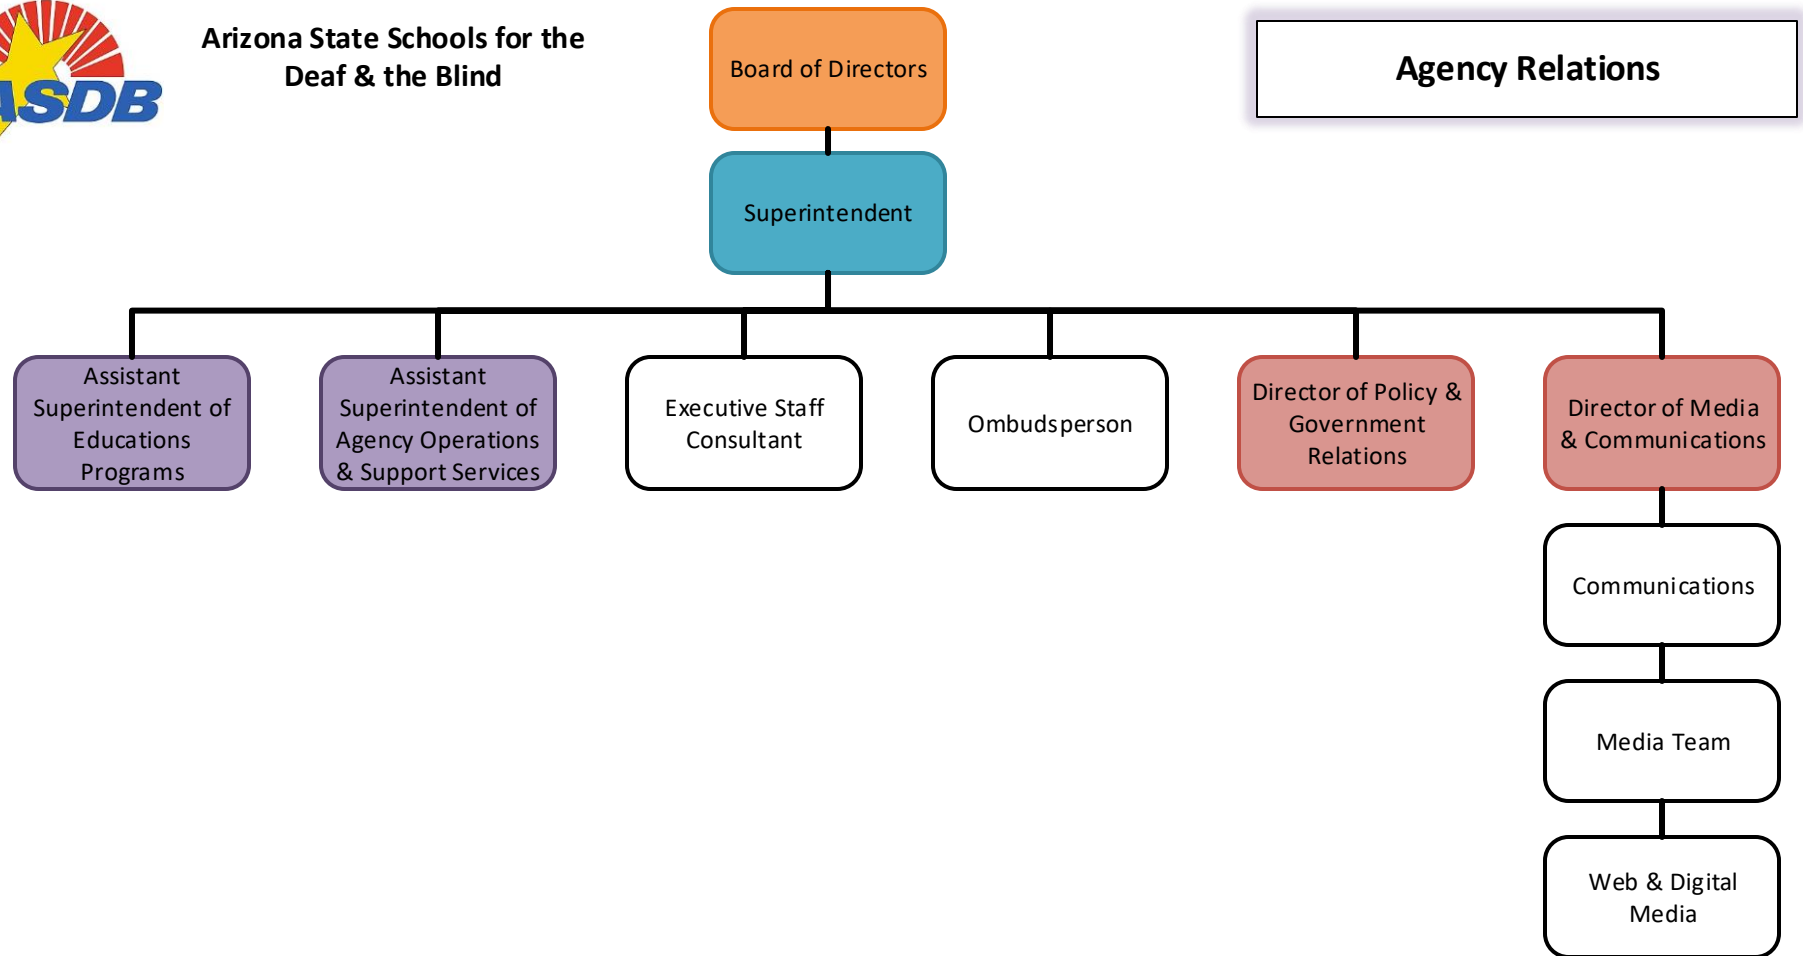 ASDB
Arizona State Schools for the
Deaf & the Blind
Board of Directors
Agency Relations
Superintendent
Assistant
Superintendent of
Educations
Programs
Assistant
Superintendent of
Agency Operations
& Support Services
Executive Staff
Consultant
Ombudsperson
Director of Policy &
Government
Relations
Director of Media
& Communications
Communications
Media Team
Web & Digital
Media